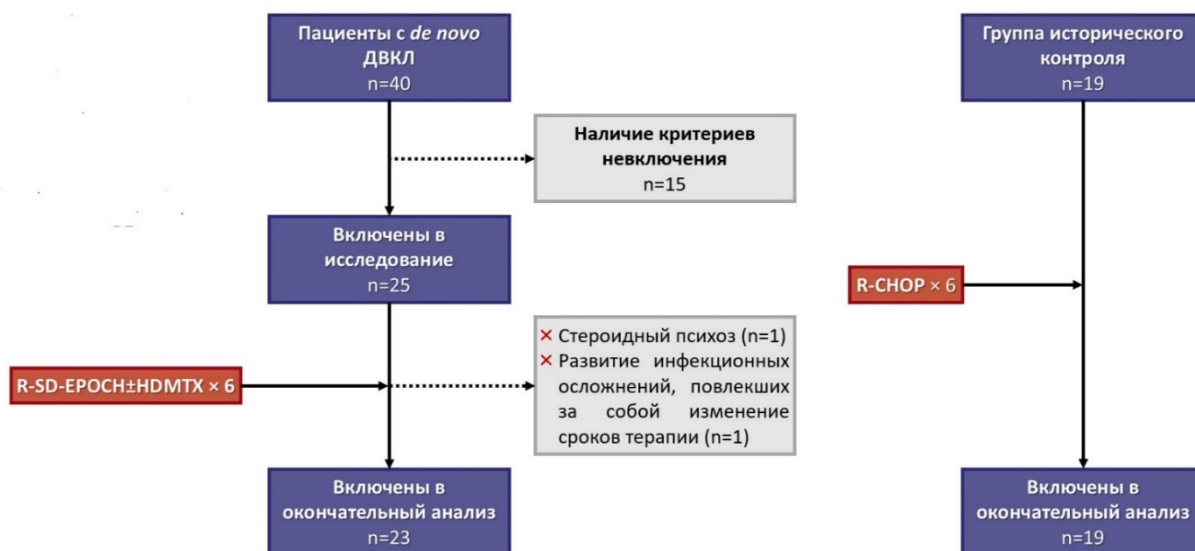 Пациенты с de novo
ДВКЛ
n=40
Группа исторического
контроля
n=19
Наличие критериев
невключения
n=15
Включены в
исследование
n=25
R-CHOP × 6
× Стероидный психоз (n=1)
× Развитие инфекционных
осложнений, повлекших
за собой изменение
сроков терапии (n=1)
R-SD-EPOCH±HDMTX × 6
Включены в
окончательный анализ
n=23
Включены в
окончательный анализ
n=19